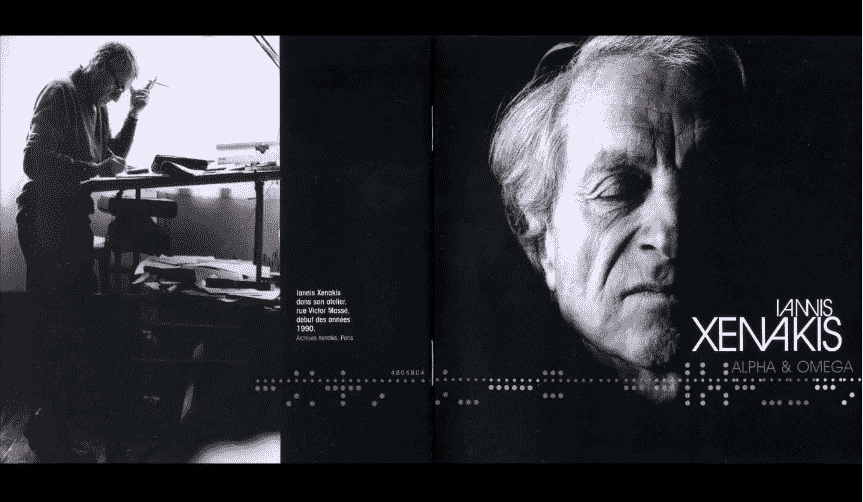 Iannis Xenakis
dans son atelier,
rue Victor Massé,
début des années
1990.
Archives Xenakis, Paris
4804904
IANNIS
XENAKIS
ALPHA & OMEGA